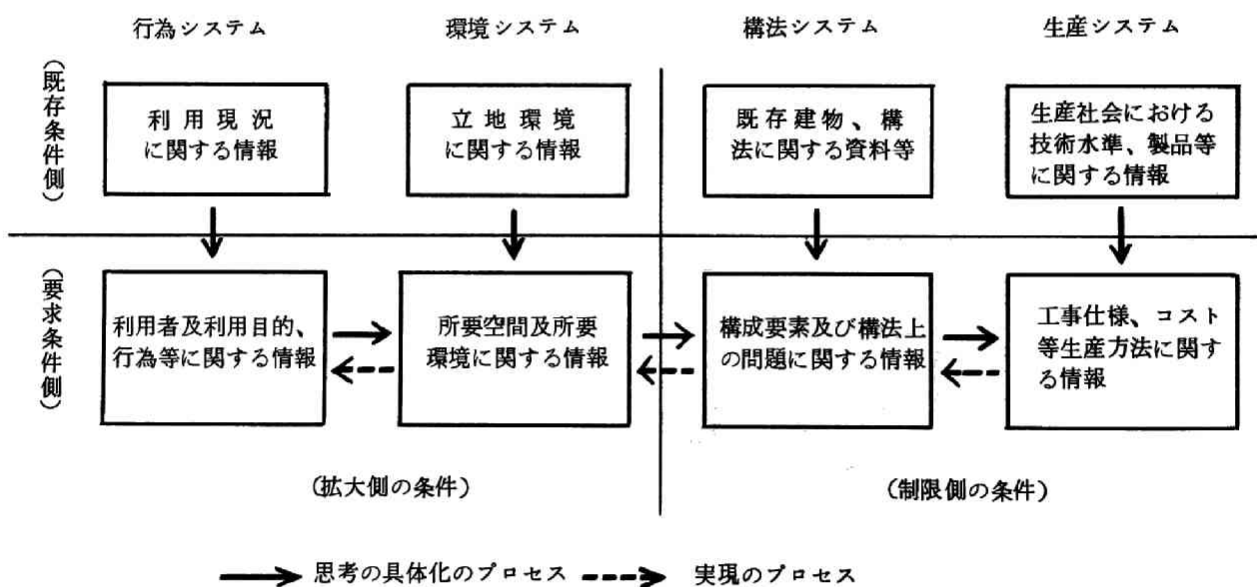 行為システム
環境システム
構法システム
生産システム
(既存条件側)
利用現況
に関する情報
立地環境
に関する情報
既存建物、構
法に関する資料等
生産社会における
技術水準、製品等
に関する情報
(要求条件側)
利用者及利用目的、
行為等に関する情報
所要空間及所要
環境に関する情報
構成要素及び構法上
の問題に関する情報
工事仕様、コスト
等生産方法に関す
る情報
(拡大側の条件)
(制限側の条件)
思考の具体化のプロセス
実現のプロセス